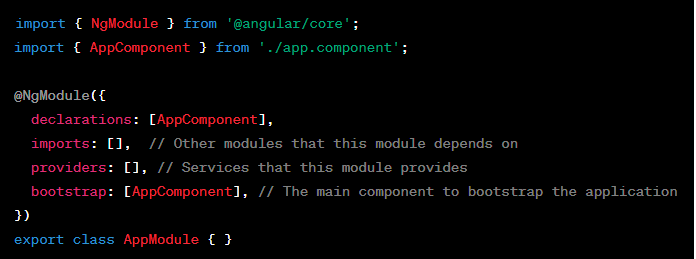 import { NgModule } from '@angular/core';
import { AppComponent } from './app.component';

@NgModule({
  declarations: [AppComponent],
  imports: [],  // Other modules that this module depends on
  providers: [], // Services that this module provides
  bootstrap: [AppComponent], // The main component to bootstrap the application
})
export class AppModule { }